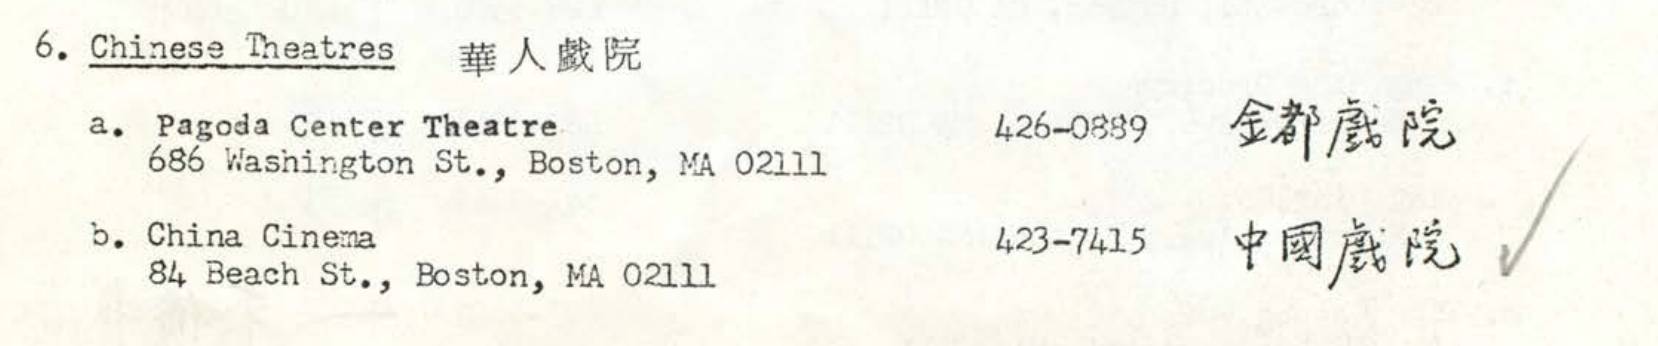 6. Chinese Theatres 華人戲院
a. Pagoda Center Theatre 426-0889 金都戲院
686 Washington St., Boston, MA 02111
b. China Cinema 423-7415 中國戲院
84 Beach St., Boston, MA 02111